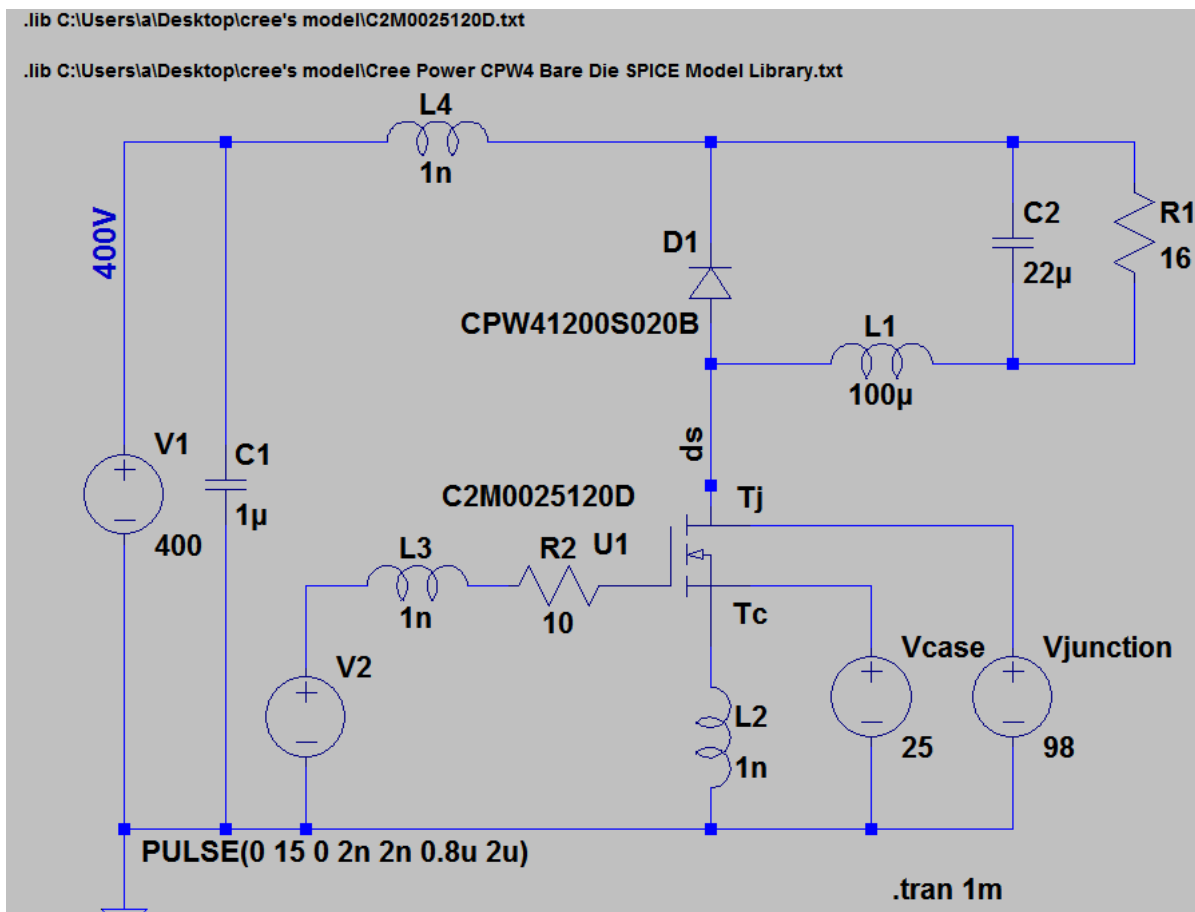 .lib C:\Users\a\Desktop\cree's model\C2M0025120D.txt
.lib C:\Users\a\Desktop\cree's model\Cree Power CPW4 Bare Die SPICE Model Library.txt
L4
1n
400V
D1
CPW41200S020B
C2
22µ
R1
16
L1
100µ
ds
V1
400
C1
1µ
C2M0025120D
Tj
U1
L3
1n
R2
10
Tc
V2
Vcase
25
Vjunction
98
L2
1n
PULSE(0 15 0 2n 2n 0.8u 2u)
.tran 1m